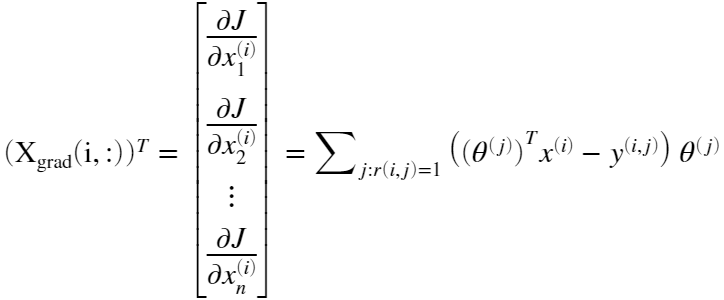 (X_grad(i,:))^T = [∂J/∂x_1^(i) ∂J/∂x_2^(i) ⋮ ∂J/∂x_n^(i)] = ∑_{j:r(i,j)=1} ((θ^(j))^T x^(i) − y^(i,j)) θ^(j)